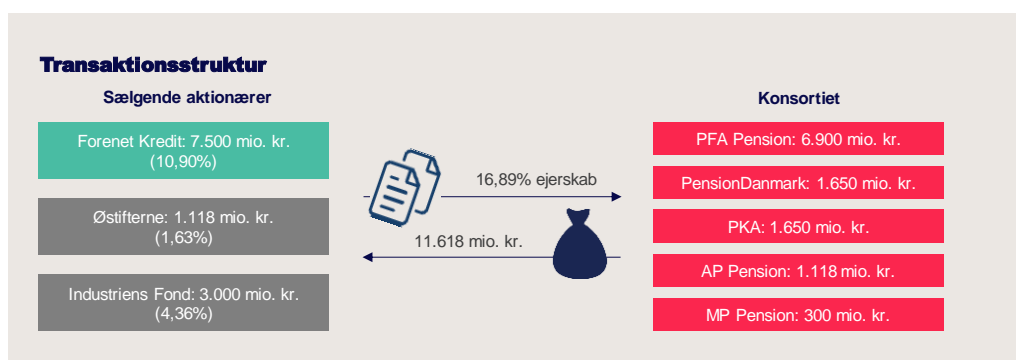 Transaktionsstruktur
Sælgende aktionærer
Forenet Kredit: 7.500 mio. kr.
(10,90%)
Østifterne: 1.118 mio. kr.
(1,63%)
Industriens Fond: 3.000 mio. kr.
(4,36%)
16,89% ejerskab
11.618 mio. kr.
Konsortiet
PFA Pension: 6.900 mio. kr.
PensionDanmark: 1.650 mio. kr.
PKA: 1.650 mio. kr.
AP Pension: 1.118 mio. kr.
MP Pension: 300 mio. kr.